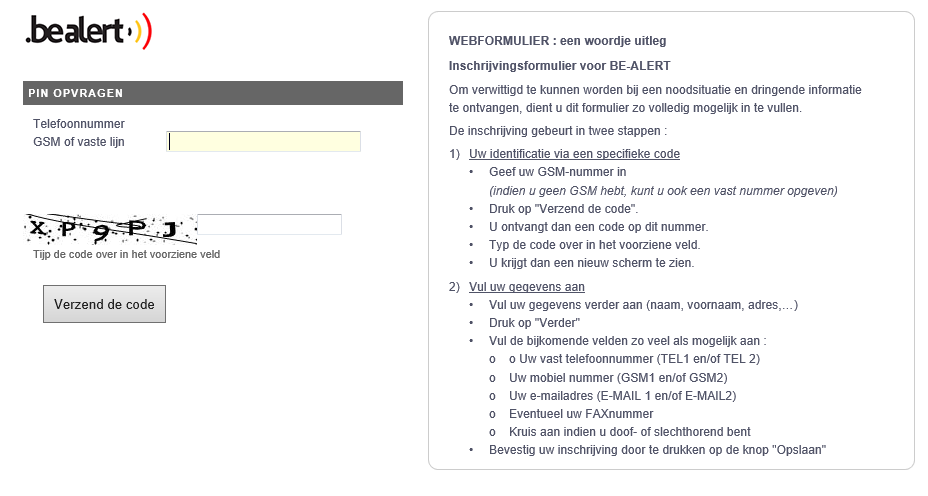 .bealert
PIN OPVRAGEN
Telefoonnummer
GSM of vaste lijn
XP9PJ
Tijp de code over in het voorziene veld
Verzend de code
WEBFORMULIER : een woordje uitleg
Inschrijvingsformulier voor BE-ALERT
Om verwittigd te kunnen worden bij een noodsituatie en dringende informatie
te ontvangen, dient u dit formulier zo volledig mogelijk in te vullen.
De inschrijving gebeurt in twee stappen :
1) Uw identificatie via een specifieke code
• Geef uw GSM-nummer in
(indien u geen GSM hebt, kunt u ook een vast nummer opgeven)
• Druk op "Verzend de code".
• U ontvangt dan een code op dit nummer.
• Typ de code over in het voorziene veld.
• U krijgt dan een nieuw scherm te zien.
2) Vul uw gegevens aan
• Vul uw gegevens verder aan (naam, voornaam, adres,...)
• Druk op "Verder"
• Vul de bijkomende velden zo veel als mogelijk aan :
o o Uw vast telefoonnummer (TEL1 en/of TEL 2)
o Uw mobiel nummer (GSM1 en/of GSM2)
o Uw e-mailadres (E-MAIL 1 en/of E-MAIL2)
o Eventueel uw FAXnummer
o Kruis aan indien u doof- of slechthorend bent
• Bevestig uw inschrijving door te drukken op de knop "Opslaan"